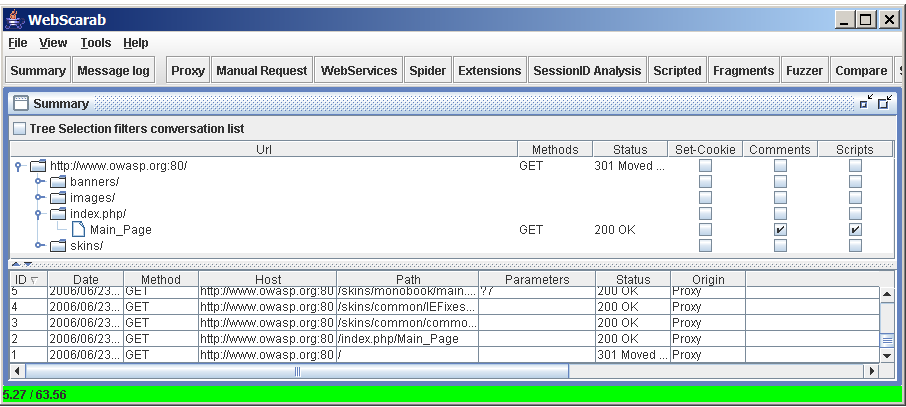 WebScarab
File View Tools Help
Summary Message log Proxy Manual Request WebServices Spider Extensions SessionID Analysis Scripted Fragments Fuzzer Compare
Summary
Tree Selection filters conversation list
Url Methods Status Set-Cookie Comments Scripts
http://www.owasp.org:80/ GET 301 Moved ...
banners/
images/
index.php/
Main_Page GET 200 OK
skins/
ID Date Method Host Path Parameters Status Origin
5 2006/06/23... GET http://www.owasp.org:80 /skins/monobook/main.... ?7 200 OK Proxy
4 2006/06/23... GET http://www.owasp.org:80 /skins/common/IEFixes... 200 OK Proxy
3 2006/06/23... GET http://www.owasp.org:80 /skins/common/commo... 200 OK Proxy
2 2006/06/23... GET http://www.owasp.org:80 /index.php/Main_Page 200 OK Proxy
1 2006/06/23... GET http://www.owasp.org:80 / 301 Moved ... Proxy
5.27 / 63.56